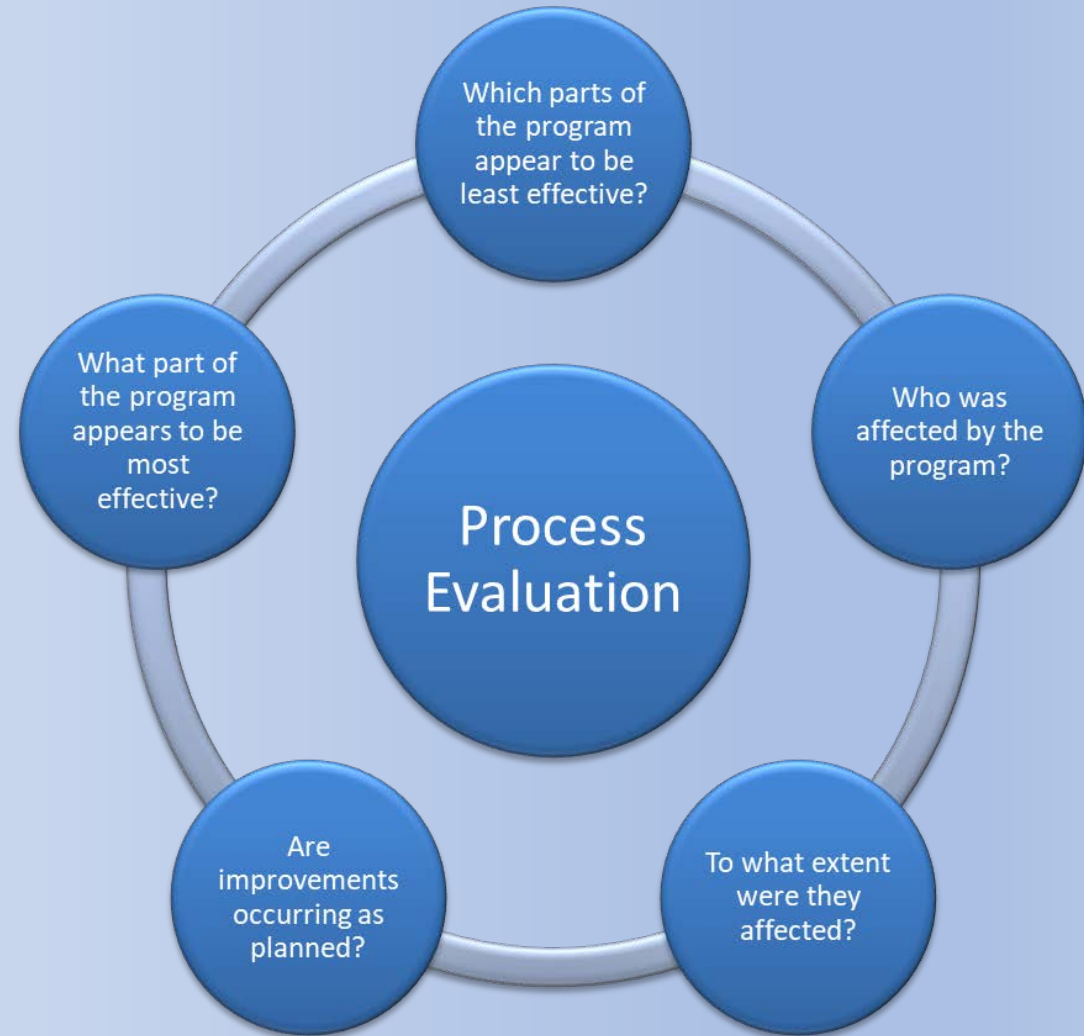 Which parts of
the program
appear to be
least effective?
Who was
affected by the
program?
To what extent
were they
affected?
Are
improvements
occurring as
planned?
What part of
the program
appears to be
most
effective?
Process
Evaluation